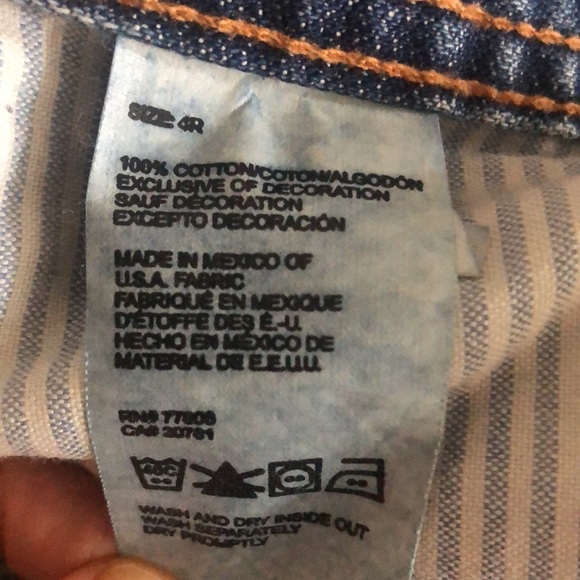 SIZE: 4R
100% COTTON/COTON/ALGODÓN
EXCLUSIVE OF DECORATION
SAUF DÉCORATION
EXCEPTO DECORACIÓN
MADE IN MEXICO OF
U.S.A. FABRIC
FABRIQUÉ EN MEXIQUE
D'ÉTOFFE DES É.-U.
HECHO EN MÉXICO DE
MATERIAL DE E.E.U.U.
RN# 77808
CA# 20761
40C
WASH AND DRY INSIDE OUT
WASH SEPARATELY
DRY PROMPTLY